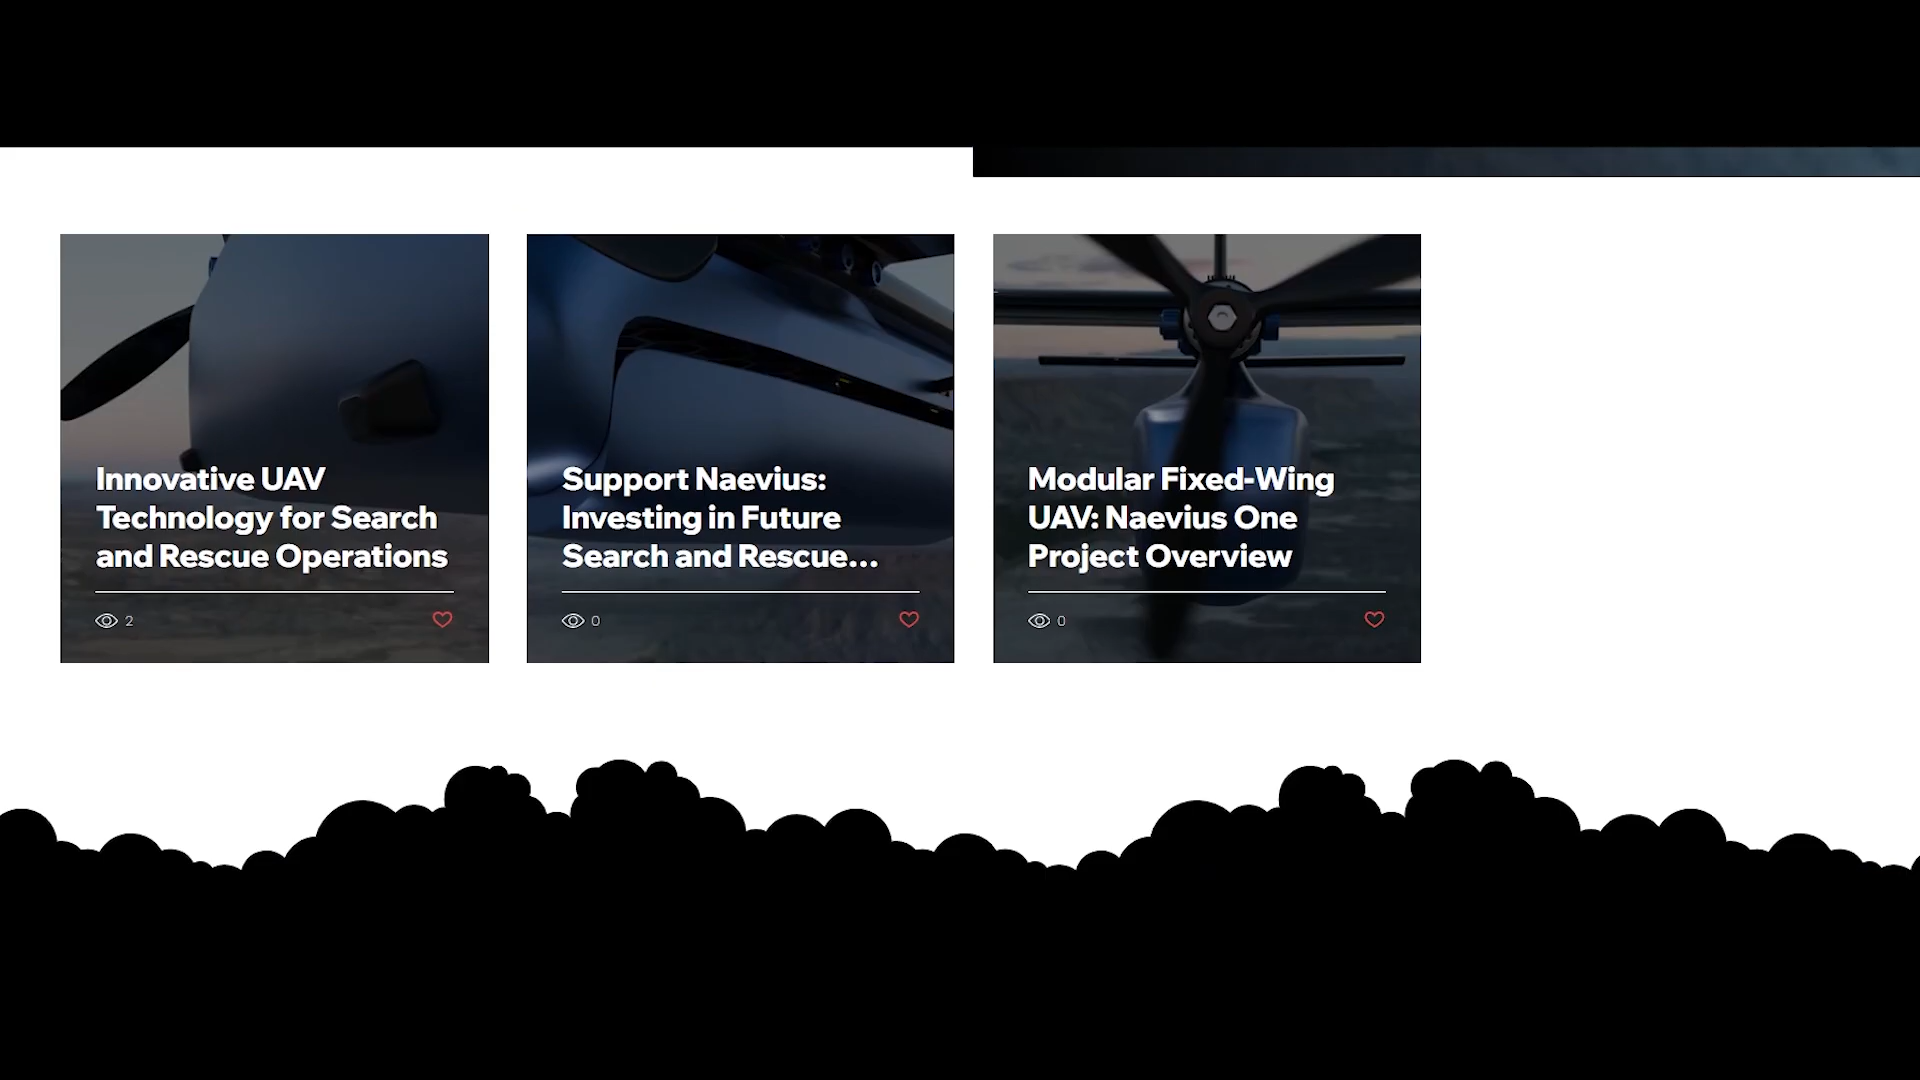 Innovative UAV
Technology for Search
and Rescue Operations
2
Support Naevius:
Investing in Future
Search and Rescue...
0
Modular Fixed-Wing
UAV: Naevius One
Project Overview
0